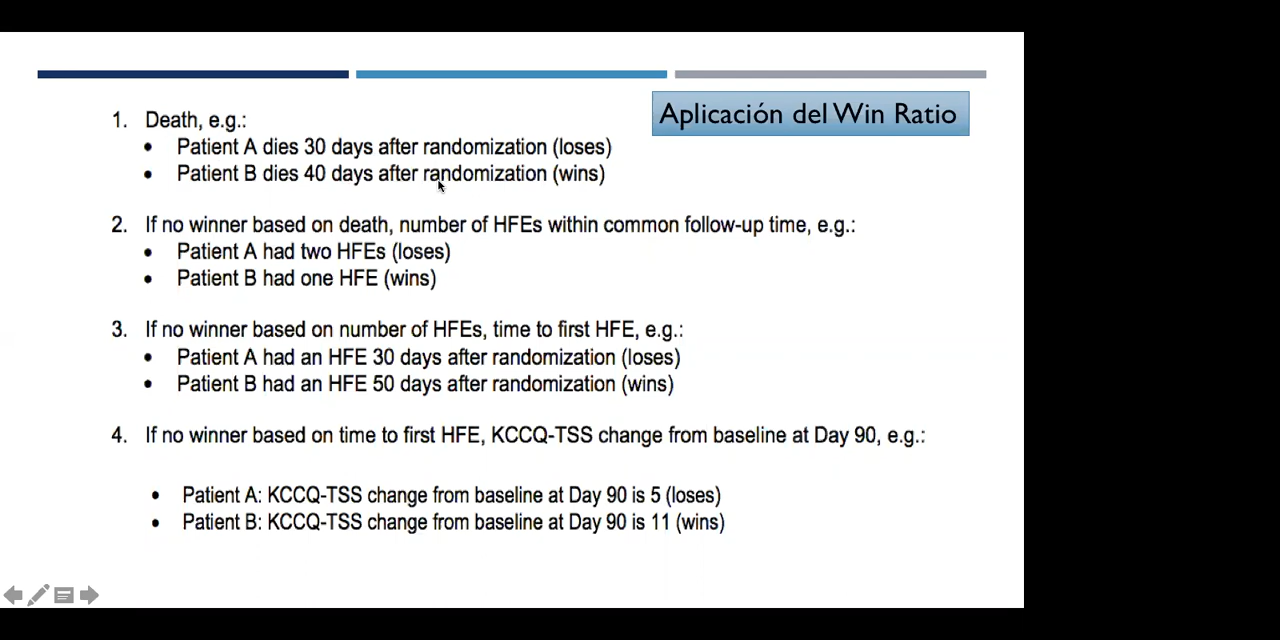 Aplicación del Win Ratio
1. Death, e.g.:
• Patient A dies 30 days after randomization (loses)
• Patient B dies 40 days after randomization (wins)
2. If no winner based on death, number of HFEs within common follow-up time, e.g.:
• Patient A had two HFEs (loses)
• Patient B had one HFE (wins)
3. If no winner based on number of HFEs, time to first HFE, e.g.:
• Patient A had an HFE 30 days after randomization (loses)
• Patient B had an HFE 50 days after randomization (wins)
4. If no winner based on time to first HFE, KCCQ-TSS change from baseline at Day 90, e.g.:
• Patient A: KCCQ-TSS change from baseline at Day 90 is 5 (loses)
• Patient B: KCCQ-TSS change from baseline at Day 90 is 11 (wins)